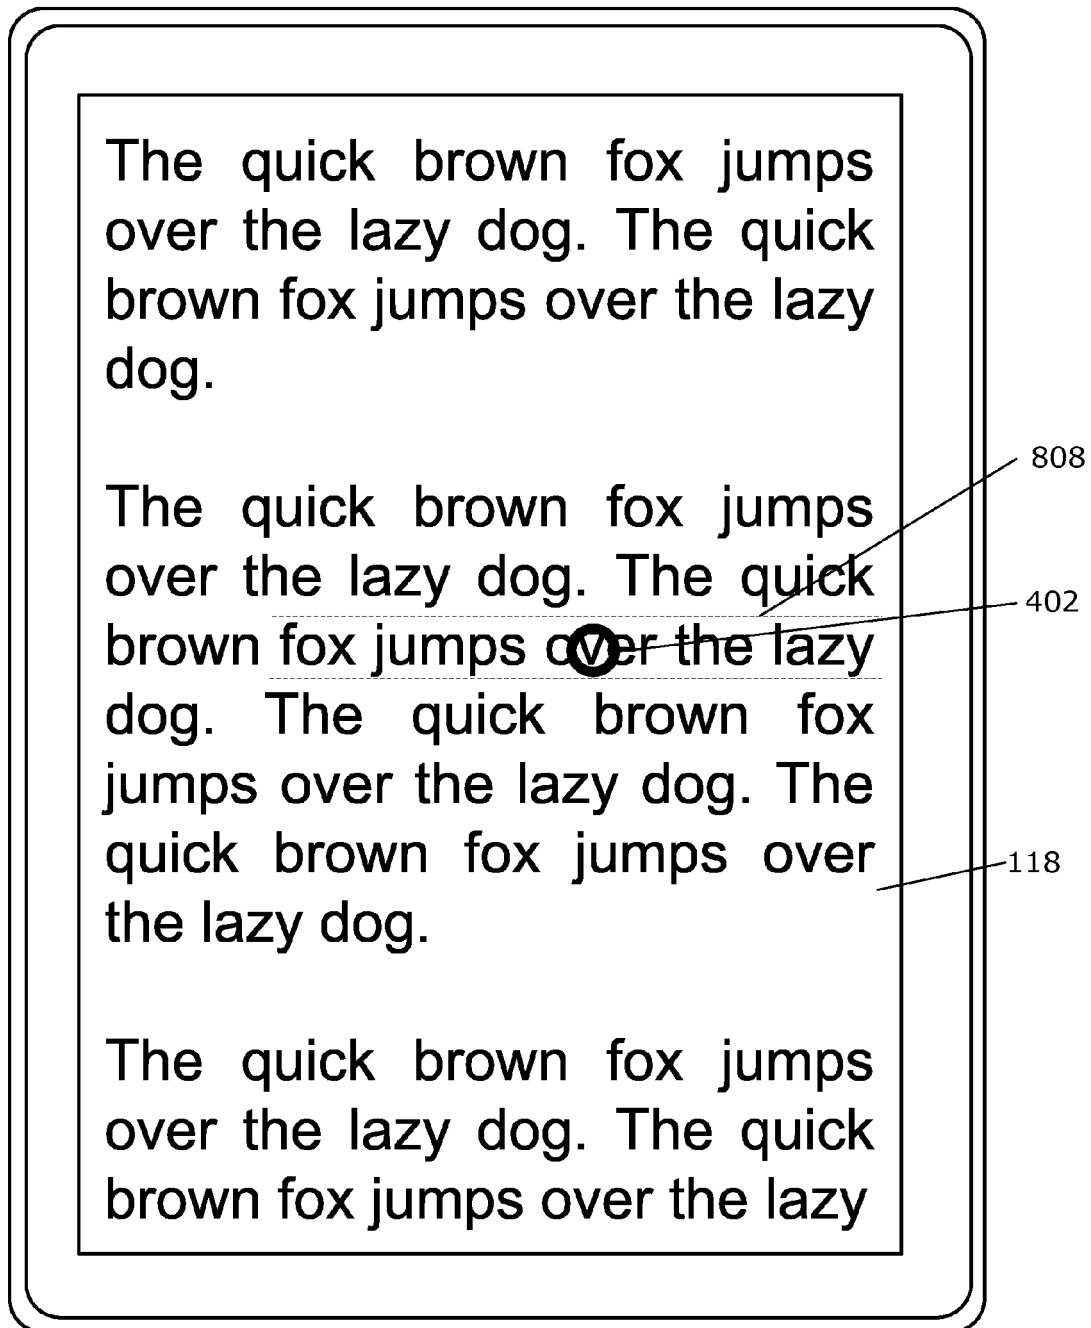 The quick brown fox jumps
over the lazy dog. The quick
brown fox jumps over the lazy
dog.
The quick brown fox jumps
over the lazy dog. The quick
brown fox jumps over the lazy
dog. The quick brown fox
jumps over the lazy dog. The
quick brown fox jumps over
the lazy dog.
The quick brown fox jumps
over the lazy dog. The quick
brown fox jumps over the lazy
808
402
118